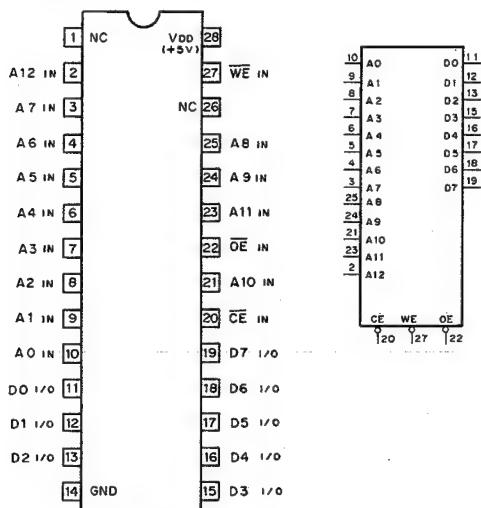 1 NC VDD 28
(+5V)
A12 IN 2 27 WE IN
A7 IN 3 NC 26
A6 IN 4 25 A8 IN
A5 IN 5 24 A9 IN
A4 IN 6 23 A11 IN
A3 IN 7 22 OE IN
A2 IN 8 21 A10 IN
A1 IN 9 20 CE IN
A0 IN 10 19 D7 I/O
D0 I/O 11 18 D6 I/O
D1 I/O 12 17 D5 I/O
D2 I/O 13 16 D4 I/O
14 GND 15 D3 I/O
10 A0 D0 11
9 A1 D1 12
8 A2 D2 13
7 A3 D3 15
6 A4 D4 16
5 A5 D5 17
4 A6 D6 18
3 A7 D7 19
25 A8
24 A9
21 A10
23 A11
2 A12
CE WE OE
20 27 22